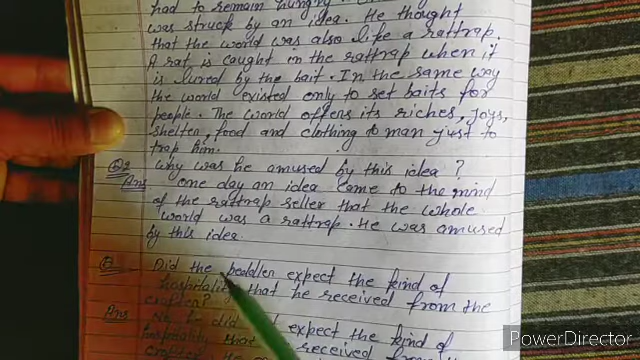 had to remain hungry.
was struck by an idea. He thought
that the world was also like a rattrap.
A rat is caught in the rattrap when it
is lured by the bait. In the same way
the world existed only to set baits for
people. The world offers its riches, joys,
shelter, food and clothing to man just to
trap him.
Q2 Why was he amused by this idea?
Ans One day an idea came to the mind
of the rattrap seller that the whole
world was a rattrap. He was amused
by this idea.
Q Did the peddler expect the kind of
hospitality that he received from the
crofter?
Ans No, he did expect the kind of
hospitality that received from
PowerDirector